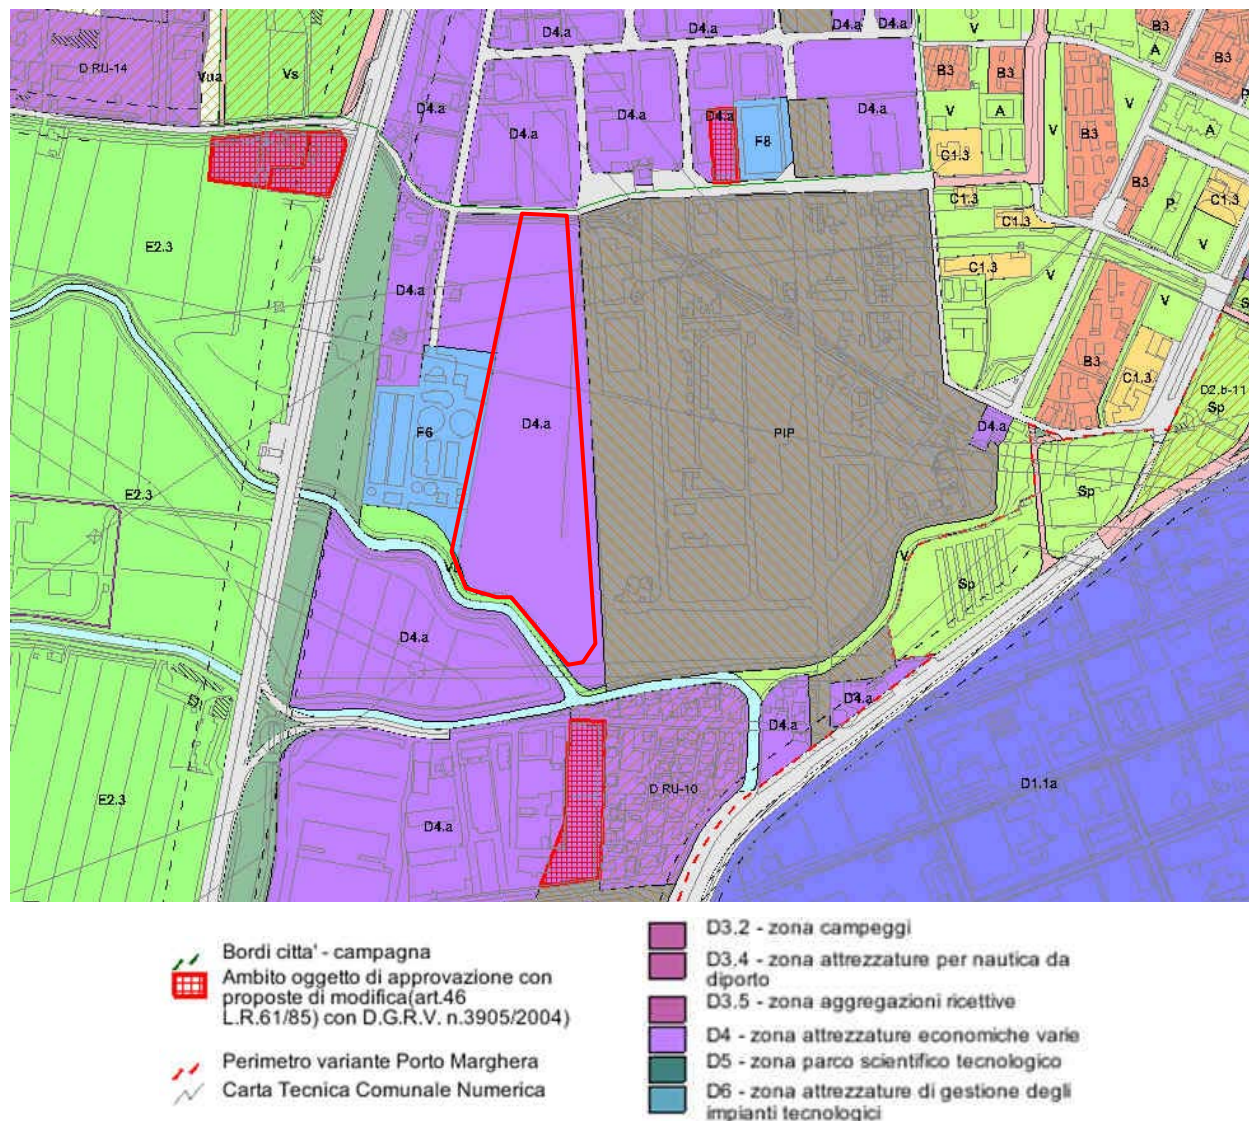 D4.a
D4.a
D4.a
V
B3
D RU-14
Vua
Vs
A
B3
B3
B3
V
D4.a
D4.a
D4.a
D4.a
D4.a
V
A
V
B3
A
F8
C1.3
B3
E2.3
C1.3
P
C1.3
C1.3
V
C1.3
V
D4.a
V
B3
C1.3
D2.b-11
Sp
D4.a
F6
PIP
D4.a
E2.3
Sp
V
Sp
D4.a
D4.a
D4.a
D RU-10
D1.1a
E2.3
D4.a
Bordi citta' - campagna
Ambito oggetto di approvazione con
proposte di modifica(art.46
L.R.61/85) con D.G.R.V. n.3905/2004)
Perimetro variante Porto Marghera
Carta Tecnica Comunale Numerica
D3.2 - zona campeggi
D3.4 - zona attrezzature per nautica da
diporto
D3.5 - zona aggregazioni ricettive
D4 - zona attrezzature economiche varie
D5 - zona parco scientifico tecnologico
D6 - zona attrezzature di gestione degli
impianti tecnologici